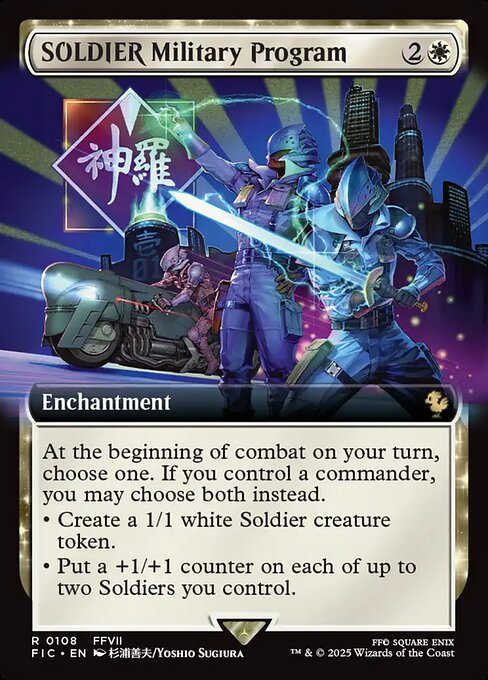 SOLDIER Military Program 2
神羅
壱
01
Enchantment
At the beginning of combat on your turn,
choose one. If you control a commander,
you may choose both instead.
• Create a 1/1 white Soldier creature
token.
• Put a +1/+1 counter on each of up to
two Soldiers you control.
R 0108 FFVII
FIC • EN 杉浦善夫/Yoshio Sugiura
FF© SQUARE ENIX
™ & © 2025 Wizards of the Coast